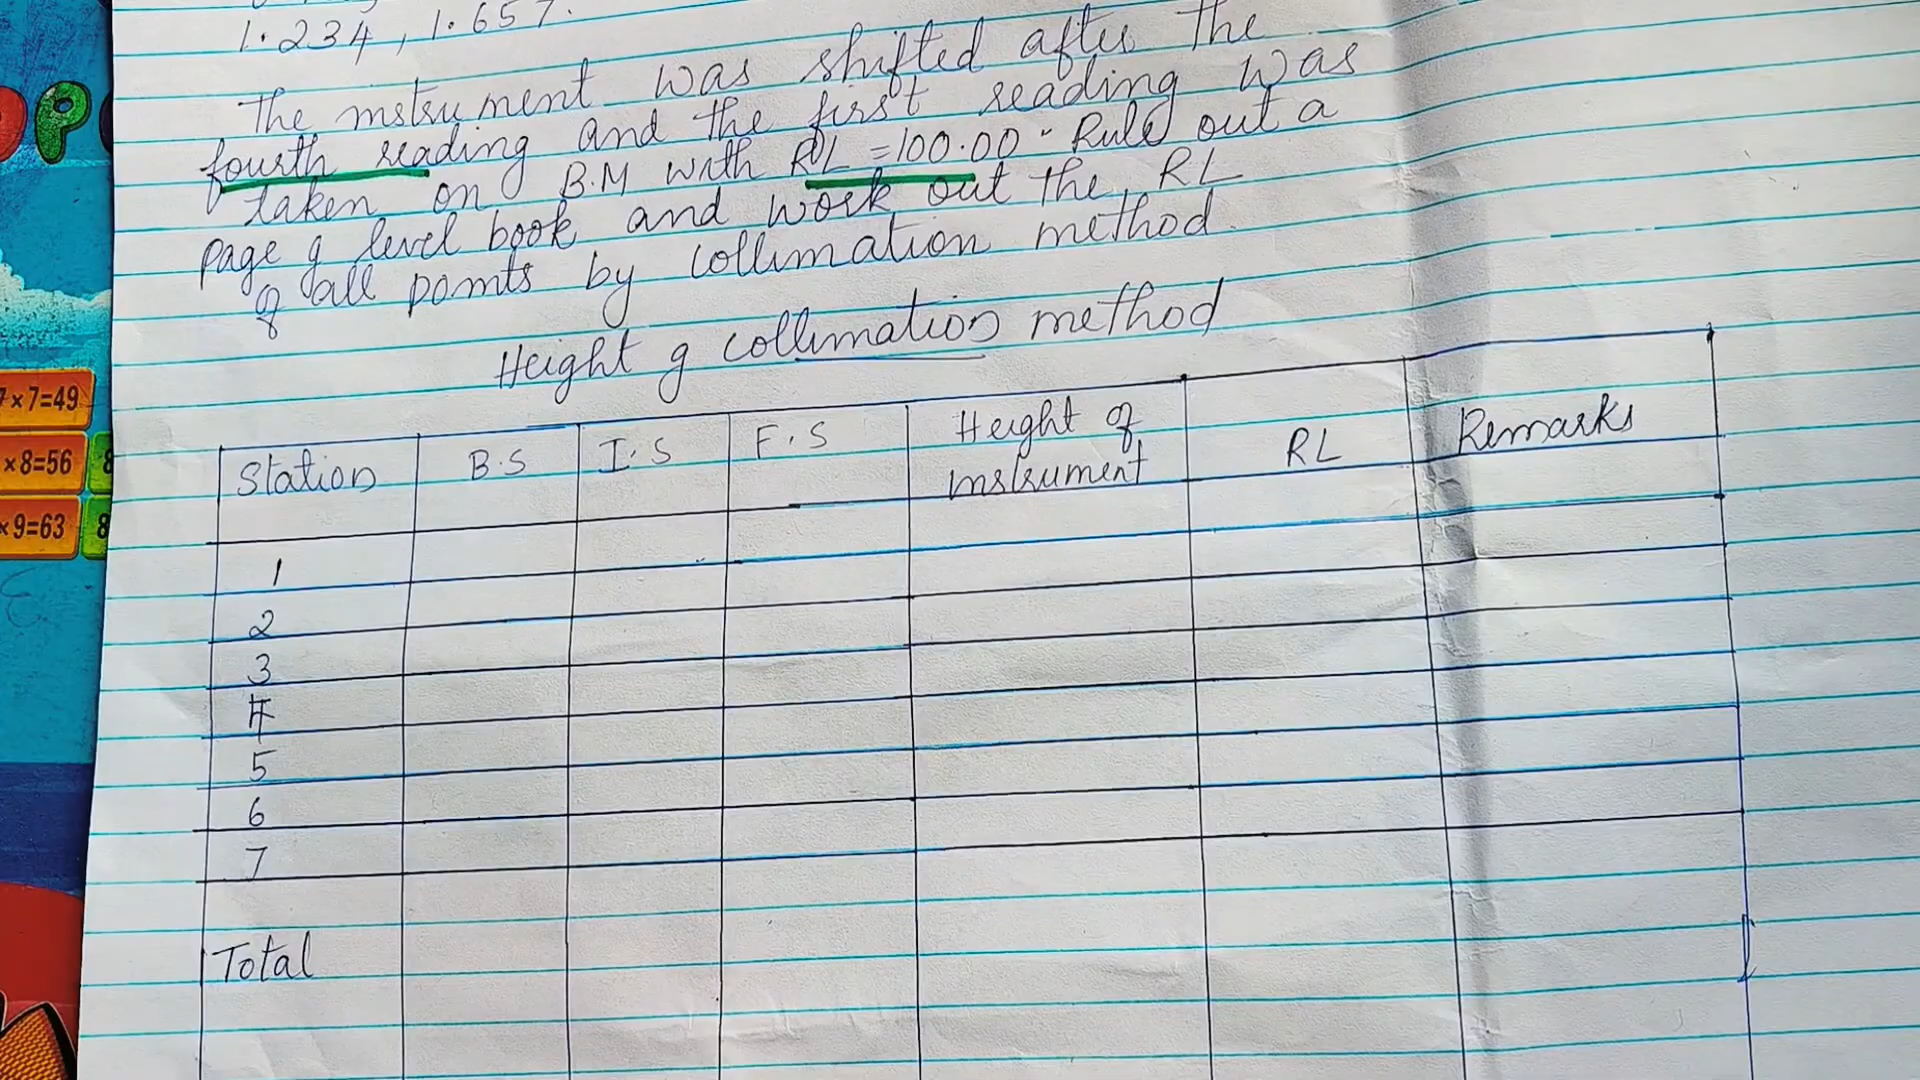 1.234, 1.657.
The instrument was shifted after the
fourth reading and the first reading was
taken on B.M with RL =100.00. Rule out a
page of level book and work out the RL
of all points by collimation method.
Height of collimation method
Station B.S I.S F.S Height of instrument RL Remarks
1
2
3
4
5
6
7
Total
7×7=49
×8=56
×9=63
8
8